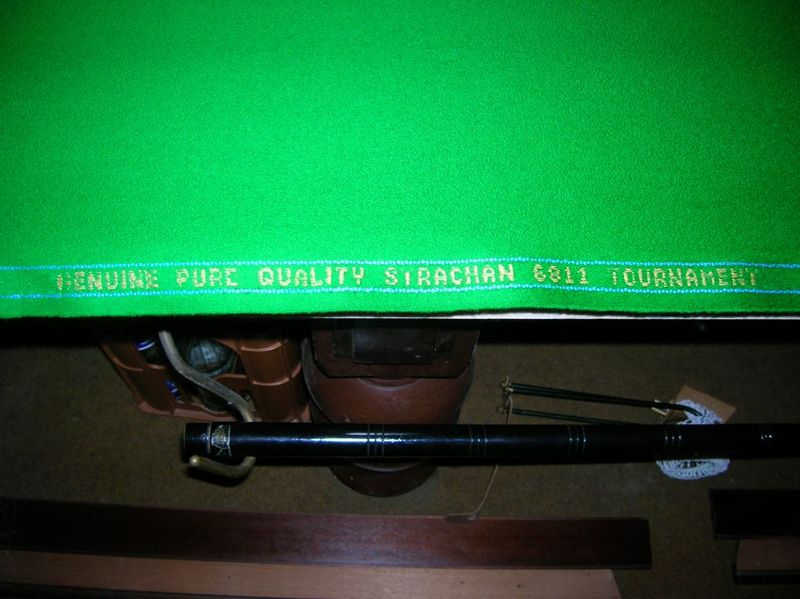 GENUINE PURE QUALITY STRACHAN 6811 TOURNAMENT